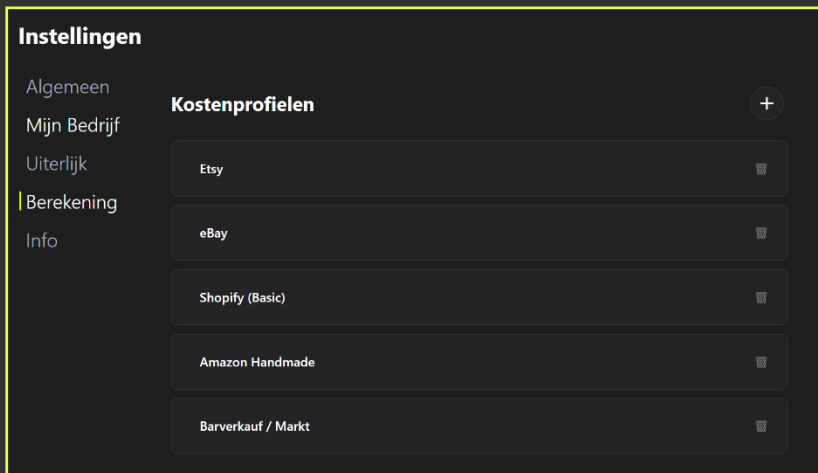 Instellingen
Algemeen
Mijn Bedrijf
Uiterlijk
Berekening
Info
Kostenprofielen
Etsy
eBay
Shopify (Basic)
Amazon Handmade
Barverkauf / Markt